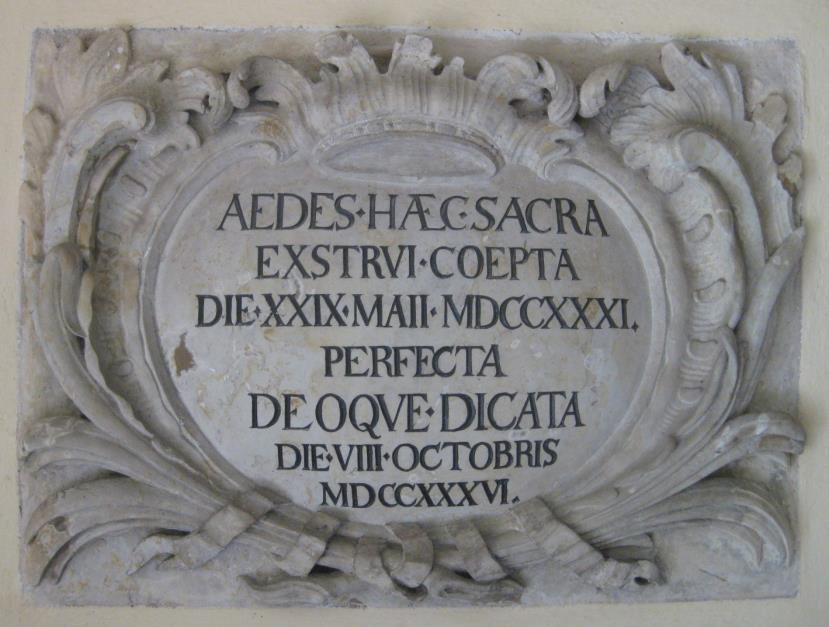 AEDES·HÆC·SACRA
EXSTRVI·COEPTA
DIE·XXIX·MAII·MDCCXXXI.
PERFECTA
DEOQVE·DICATA
DIE·VIII·OCTOBRIS
MDCCXXXVI.